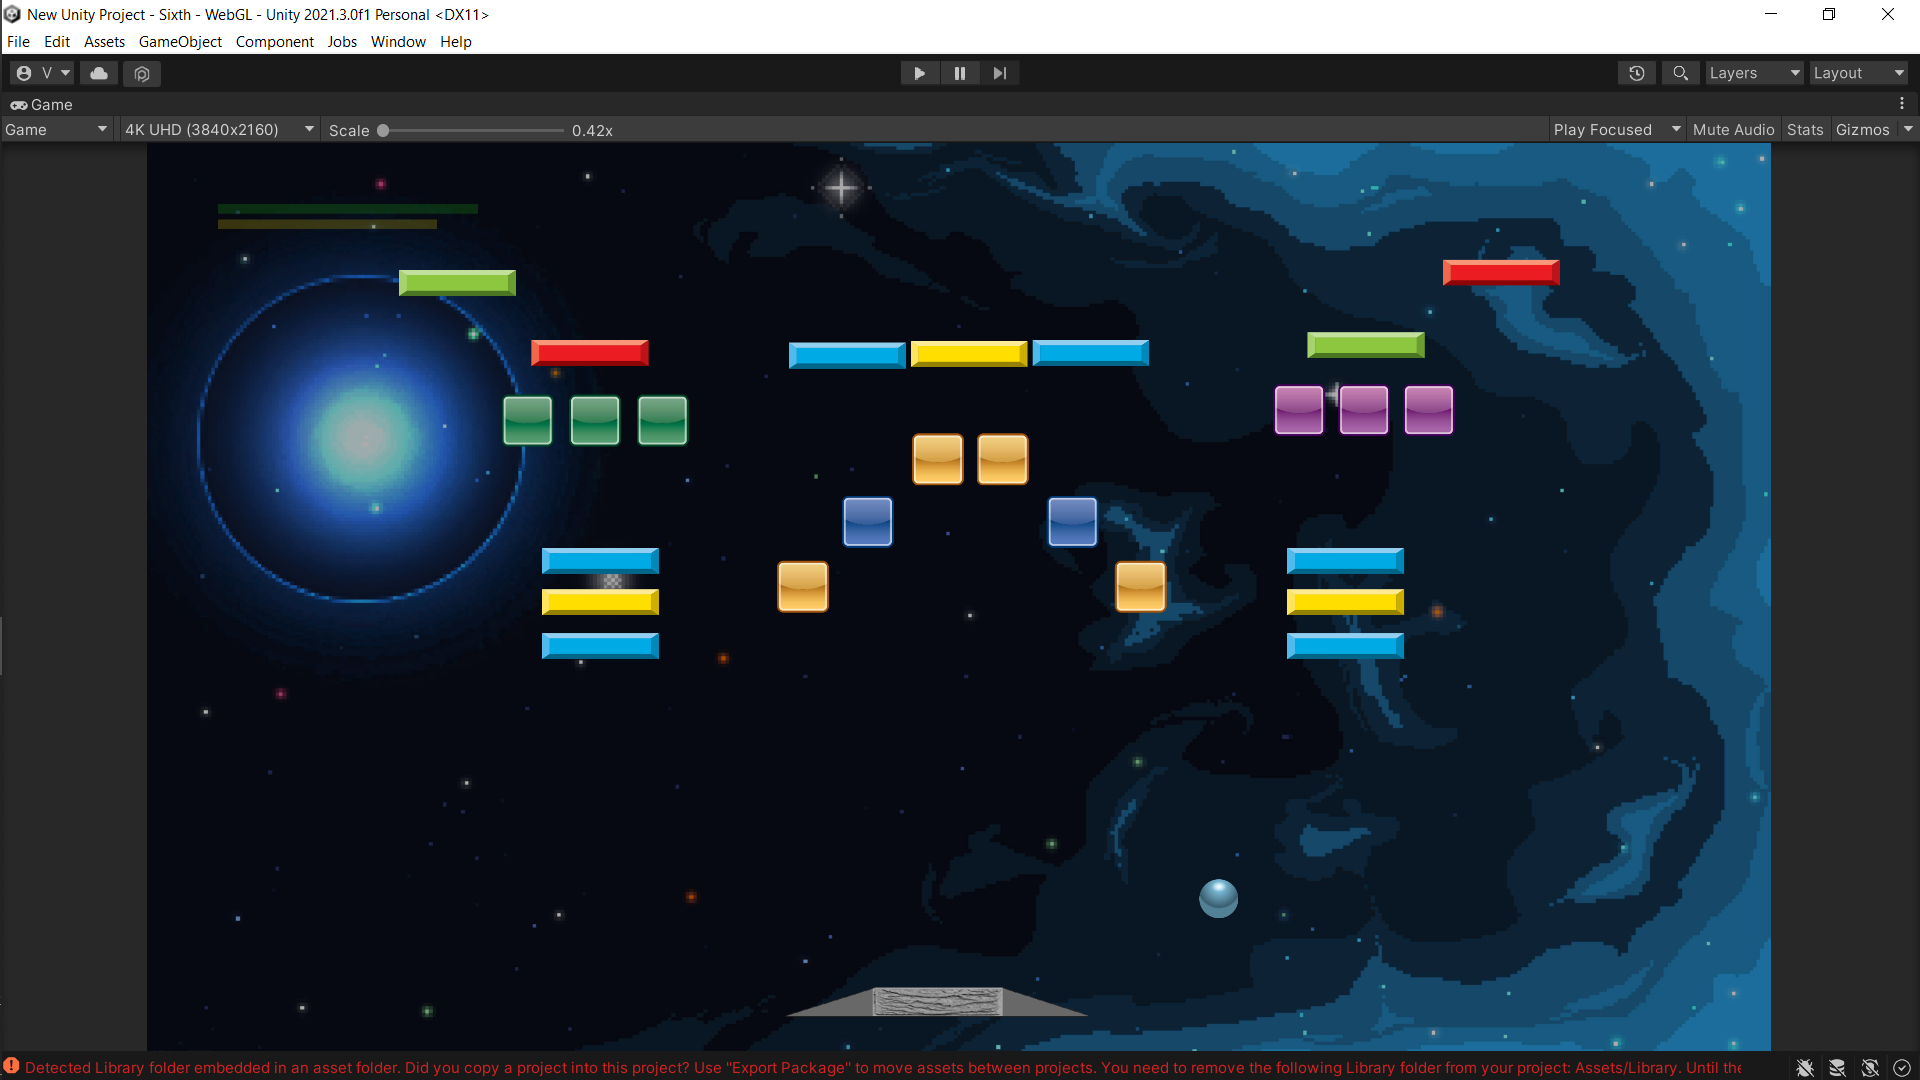 New Unity Project - Sixth - WebGL - Unity 2021.3.0f1 Personal <DX11>
File Edit Assets GameObject Component Jobs Window Help
V Layers Layout
Game
Game 4K UHD (3840x2160) Scale 0.42x Play Focused Mute Audio Stats Gizmos
Detected Library folder embedded in an asset folder. Did you copy a project into this project? Use "Export Package" to move assets between projects. You need to remove the following Library folder from your project: Assets/Library. Until the